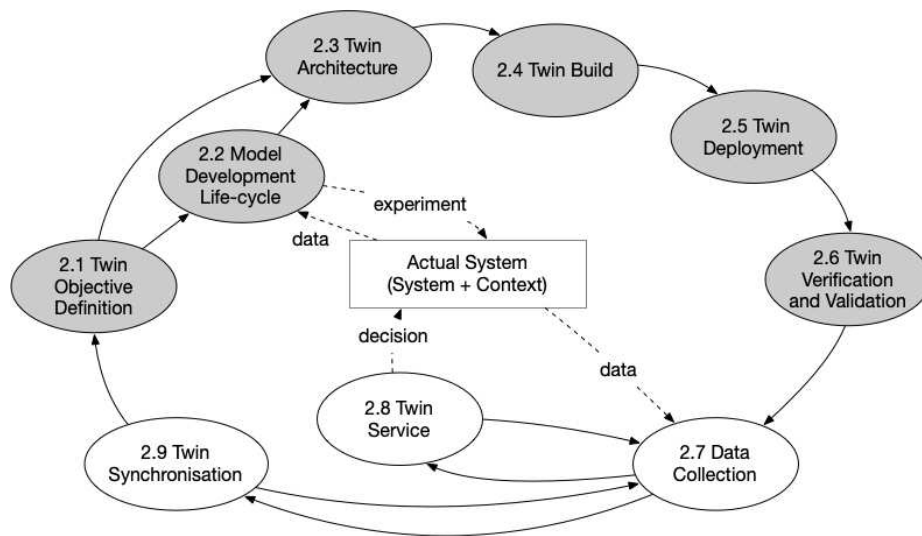 2.3 Twin
Architecture
2.4 Twin Build
2.5 Twin
Deployment
2.2 Model
Development
Life-cycle
experiment
data
2.1 Twin
Objective
Definition
Actual System
(System + Context)
2.6 Twin
Verification
and Validation
decision
data
2.8 Twin
Service
2.9 Twin
Synchronisation
2.7 Data
Collection